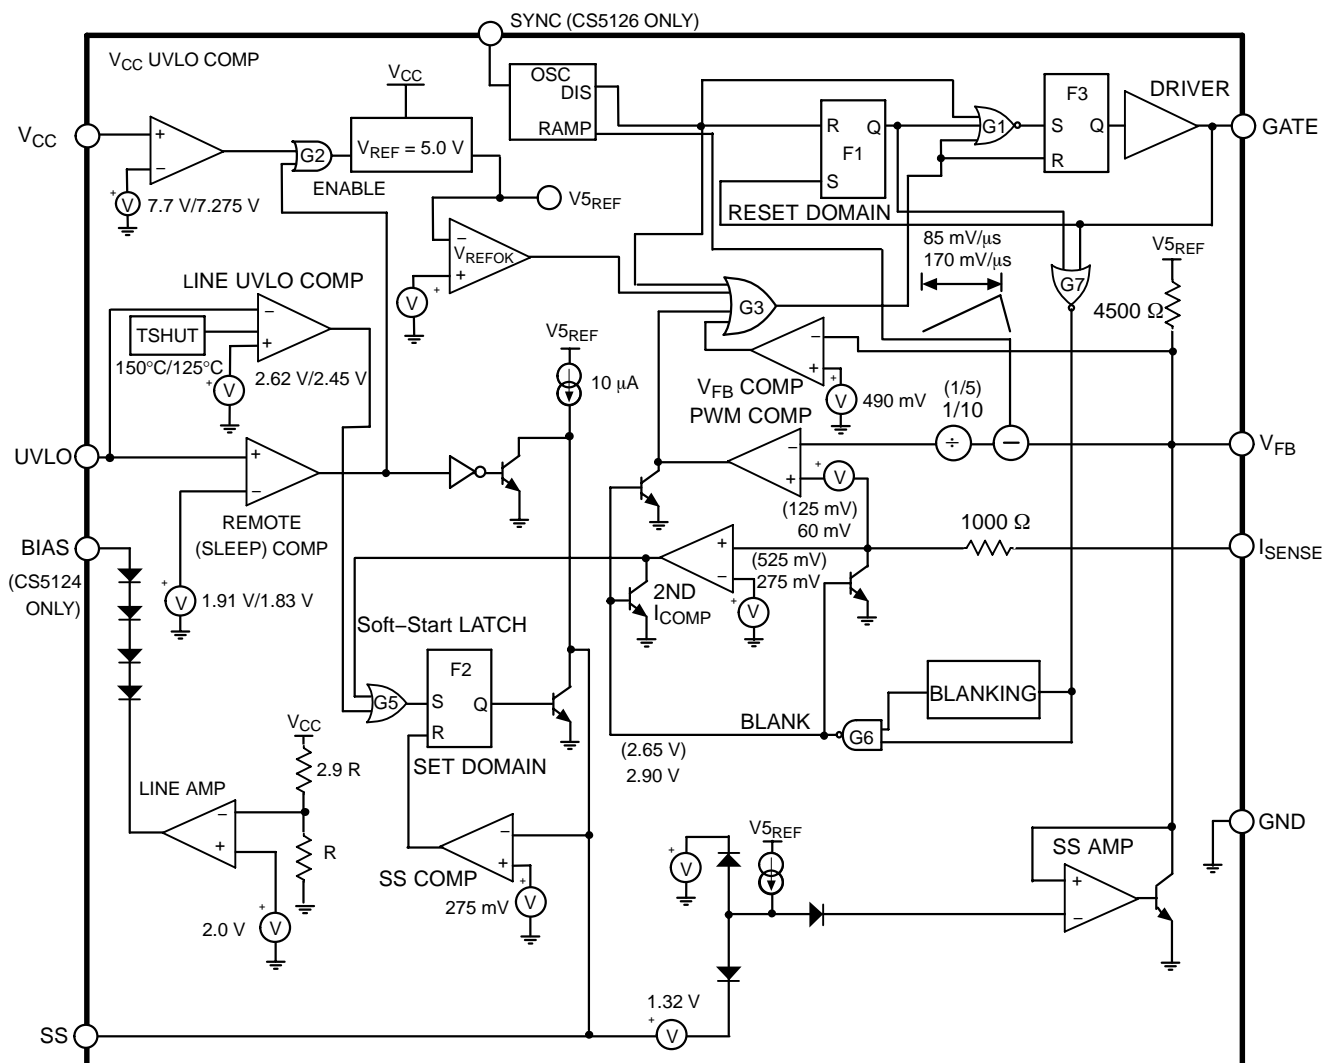 SYNC (CS5126 ONLY)
VCC UVLO COMP
VCC
OSC
DIS
RAMP
F3
DRIVER
VCC
+
−
G2
VREF = 5.0 V
ENABLE
R
Q
F1
S
G1
S
Q
R
GATE
+
V
7.7 V/7.275 V
V5REF
RESET DOMAIN
85 mV/μs
170 mV/μs
V5REF
−
VREFOK
+
+
V
G7
4500 Ω
LINE UVLO COMP
−
+
TSHUT
150°C/125°C
+
V
2.62 V/2.45 V
G3
V5REF
10 μA
−
+
+
V
490 mV
VFB COMP
PWM COMP
(1/5)
1/10
÷
−
VFB
UVLO
+
−
REMOTE
(SLEEP) COMP
−
+
+
V
(125 mV)
60 mV
1000 Ω
ISENSE
BIAS
(CS5124
ONLY)
+
V
1.91 V/1.83 V
+
−
(525 mV)
275 mV
+
V
2ND
ICOMP
Soft−Start LATCH
G5
F2
S
Q
R
SET DOMAIN
BLANKING
BLANK
G6
(2.65 V)
2.90 V
VCC
2.9 R
LINE AMP
−
+
R
+
V
2.0 V
−
+
SS COMP
+
V
275 mV
+
V
V5REF
SS AMP
+
−
GND
1.32 V
+
V
SS